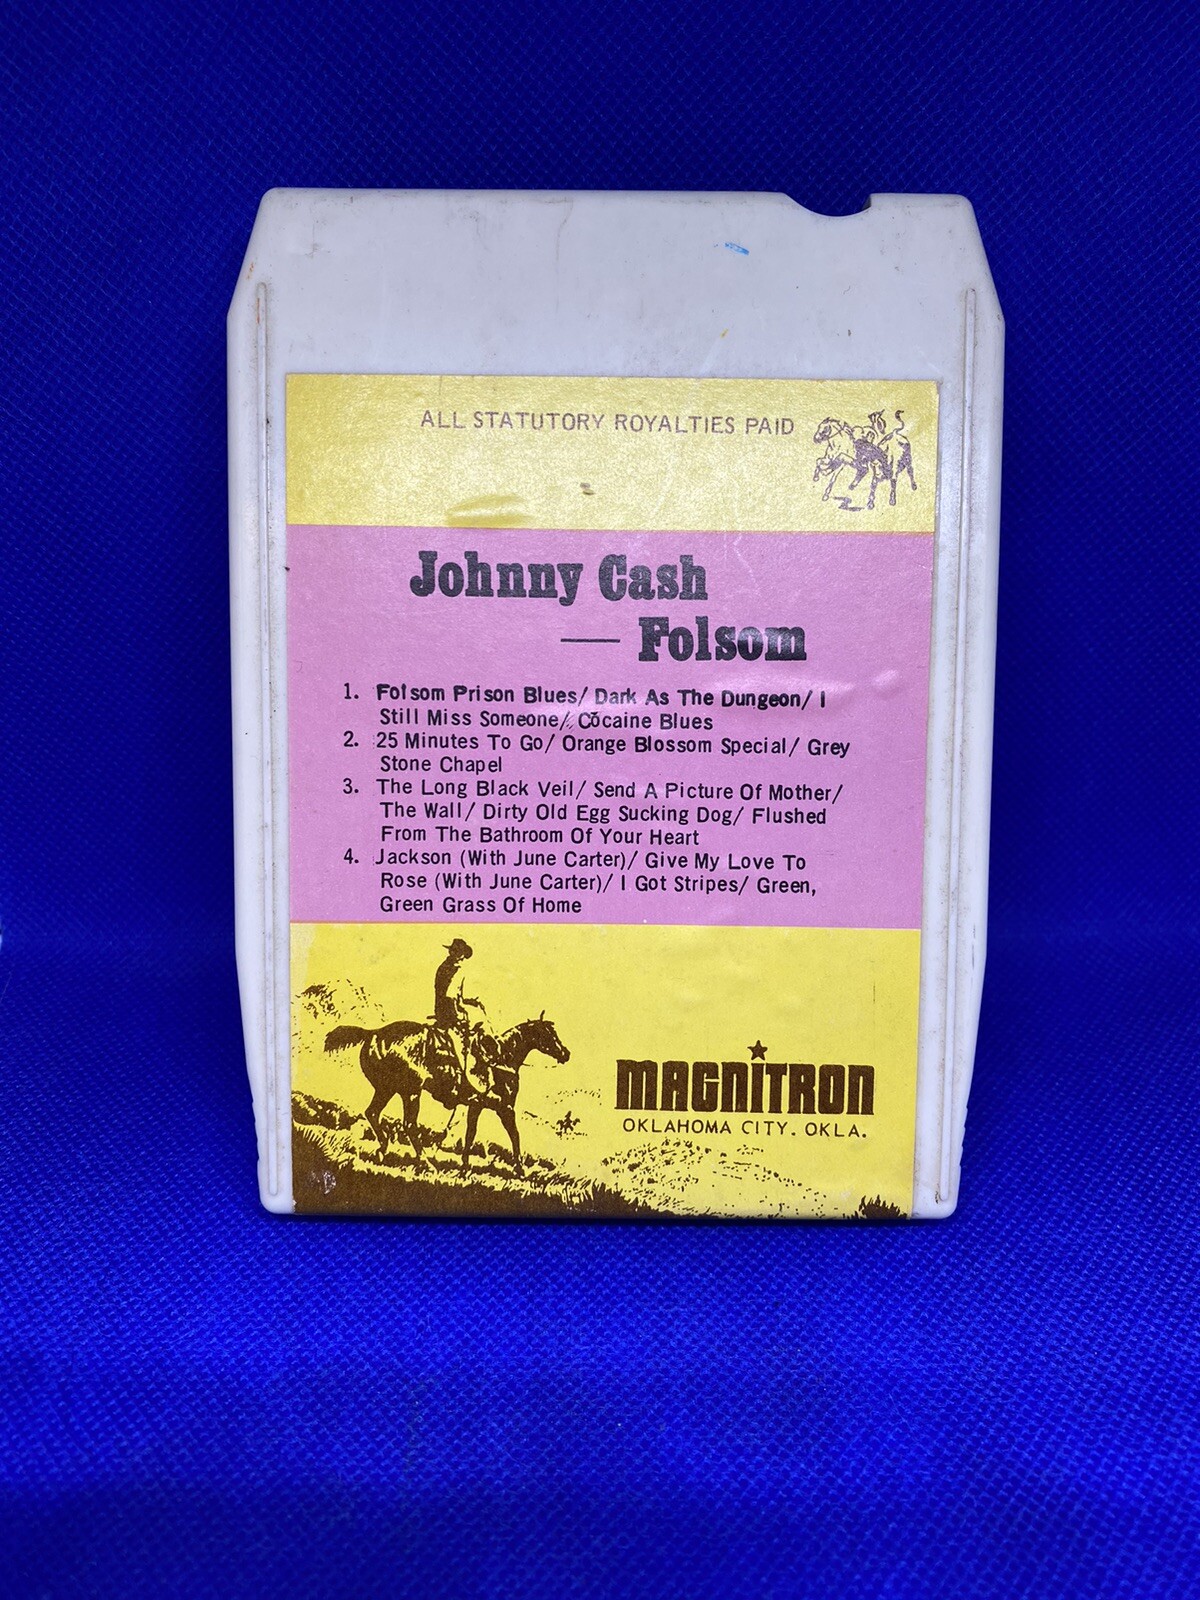 ALL STATUTORY ROYALTIES PAID
Johnny Cash
— Folsom
1. Folsom Prison Blues/ Dark As The Dungeon/ I
Still Miss Someone/ Cocaine Blues
2. 25 Minutes To Go/ Orange Blossom Special/ Grey
Stone Chapel
3. The Long Black Veil/ Send A Picture Of Mother/
The Wall/ Dirty Old Egg Sucking Dog/ Flushed
From The Bathroom Of Your Heart
4. Jackson (With June Carter)/ Give My Love To
Rose (With June Carter)/ I Got Stripes/ Green,
Green Grass Of Home
MAGNITRON
OKLAHOMA CITY. OKLA.